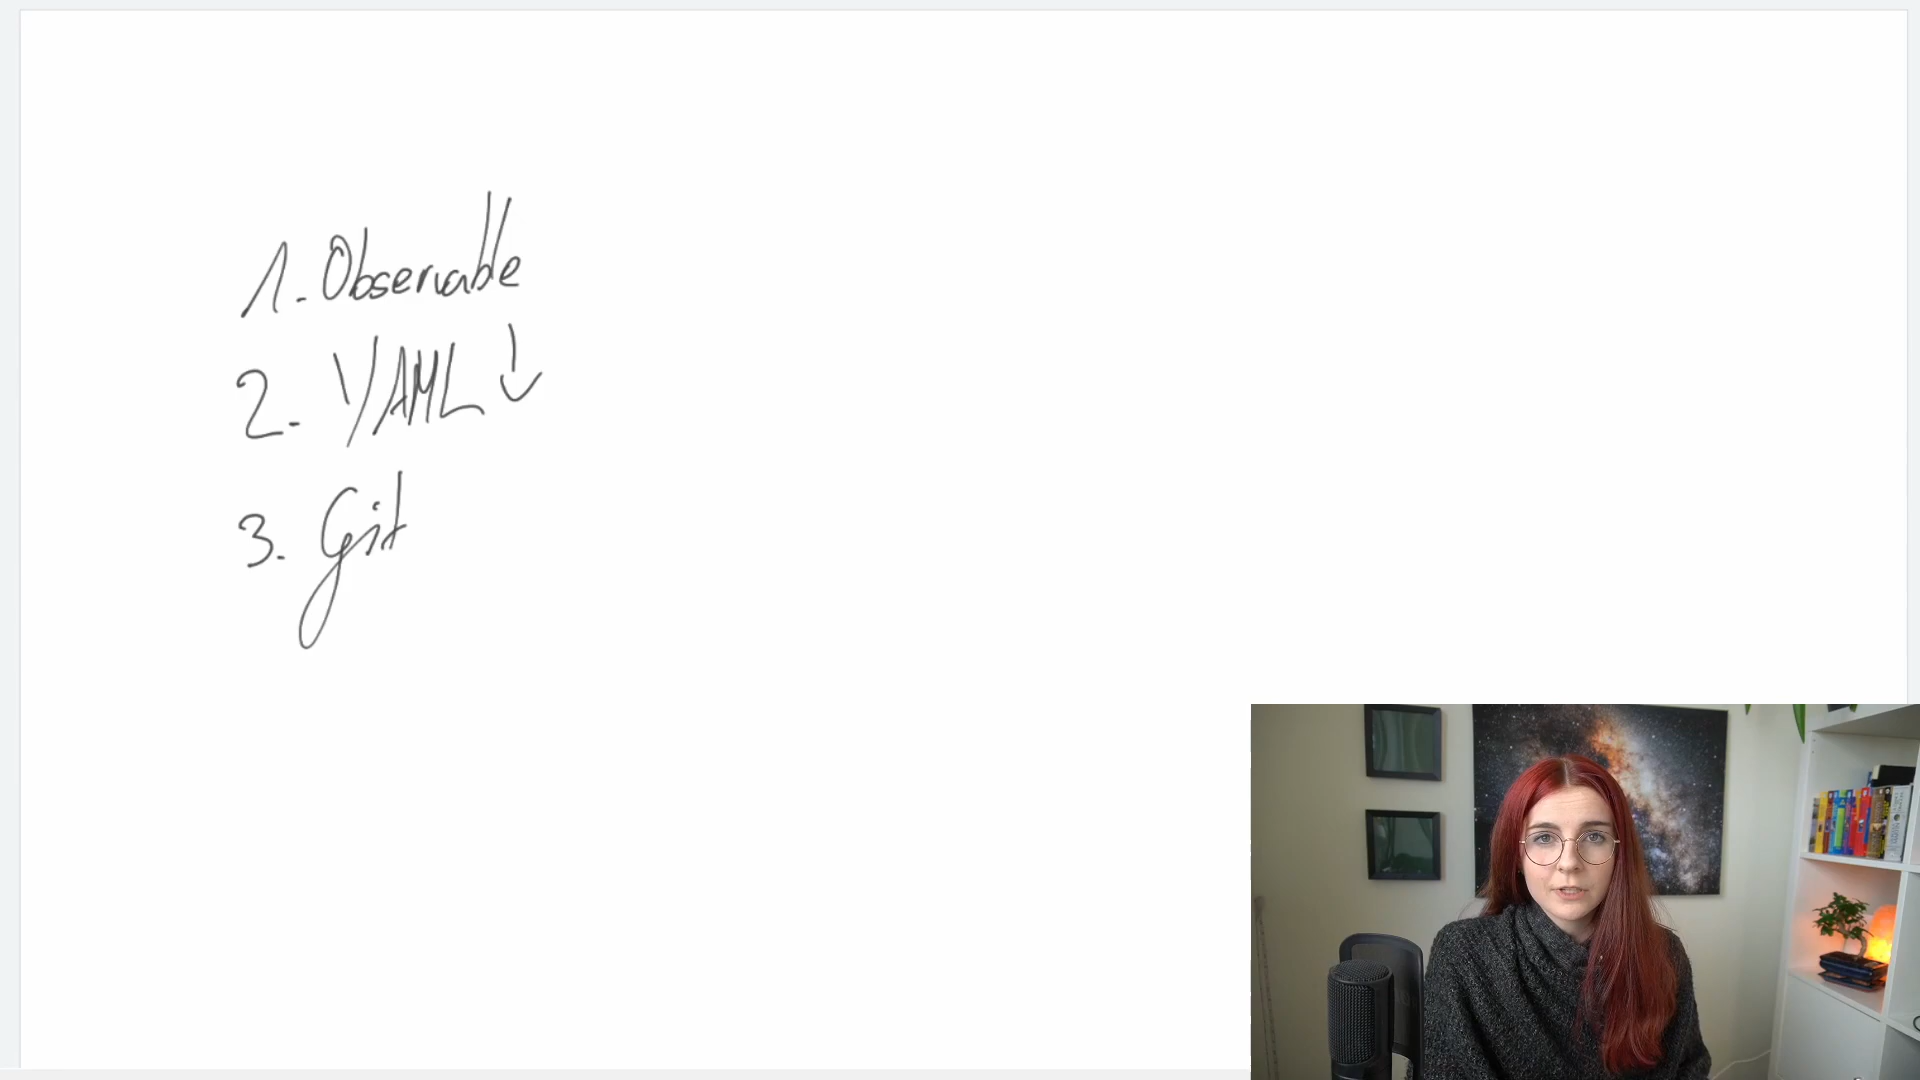 1. Observable
2. YAML ↓
3. Git